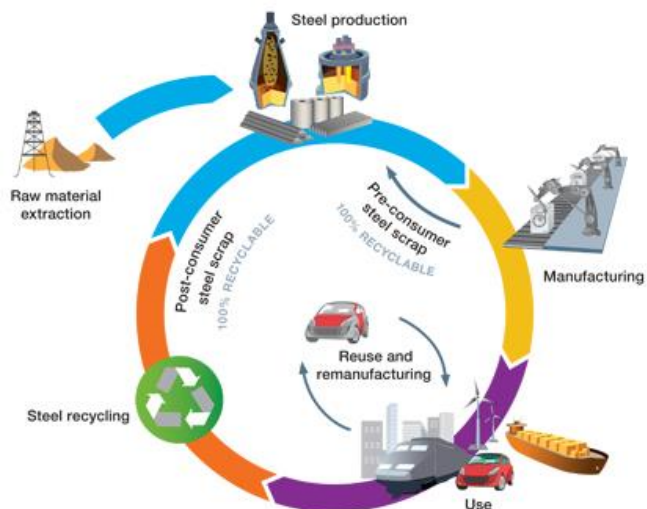 Steel production
Raw material
extraction
Pre-consumer
steel scrap
100% RECYCLABLE
Post-consumer
steel scrap
100% RECYCLABLE
Manufacturing
Reuse and
remanufacturing
Steel recycling
Use